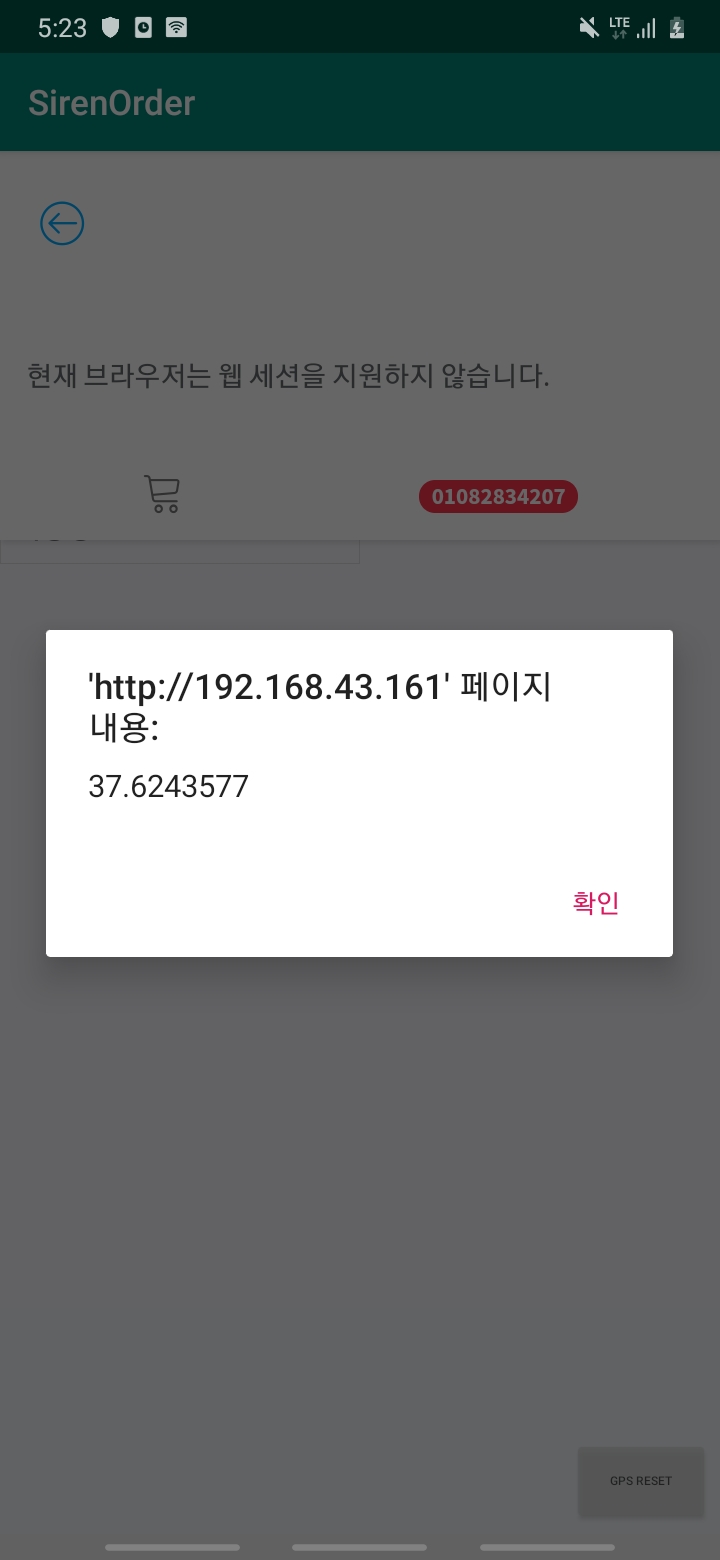 5:23
LTE
SirenOrder
현재 브라우저는 웹 세션을 지원하지 않습니다.
01082834207
'http://192.168.43.161' 페이지
내용:
37.6243577
확인
GPS RESET